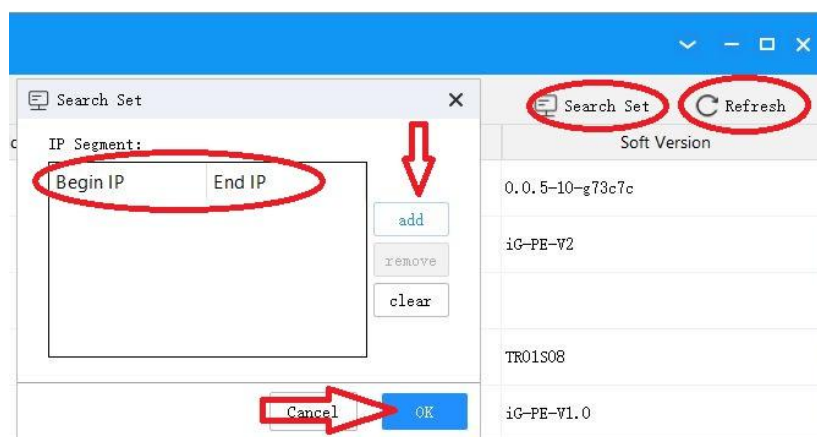 Search Set
Refresh
Search Set
IP Segment:
Soft Version
Begin IP End IP
add
remove
clear
Cancel OK
0.0.5-10-g73c7c
iG-PE-V2
TR01S08
iG-PE-V1.0